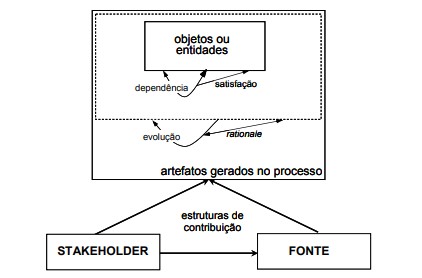 objetos ou
entidades
dependência
satisfação
evolução
rationale
artefatos gerados no processo
estruturas de
contribuição
STAKEHOLDER
FONTE